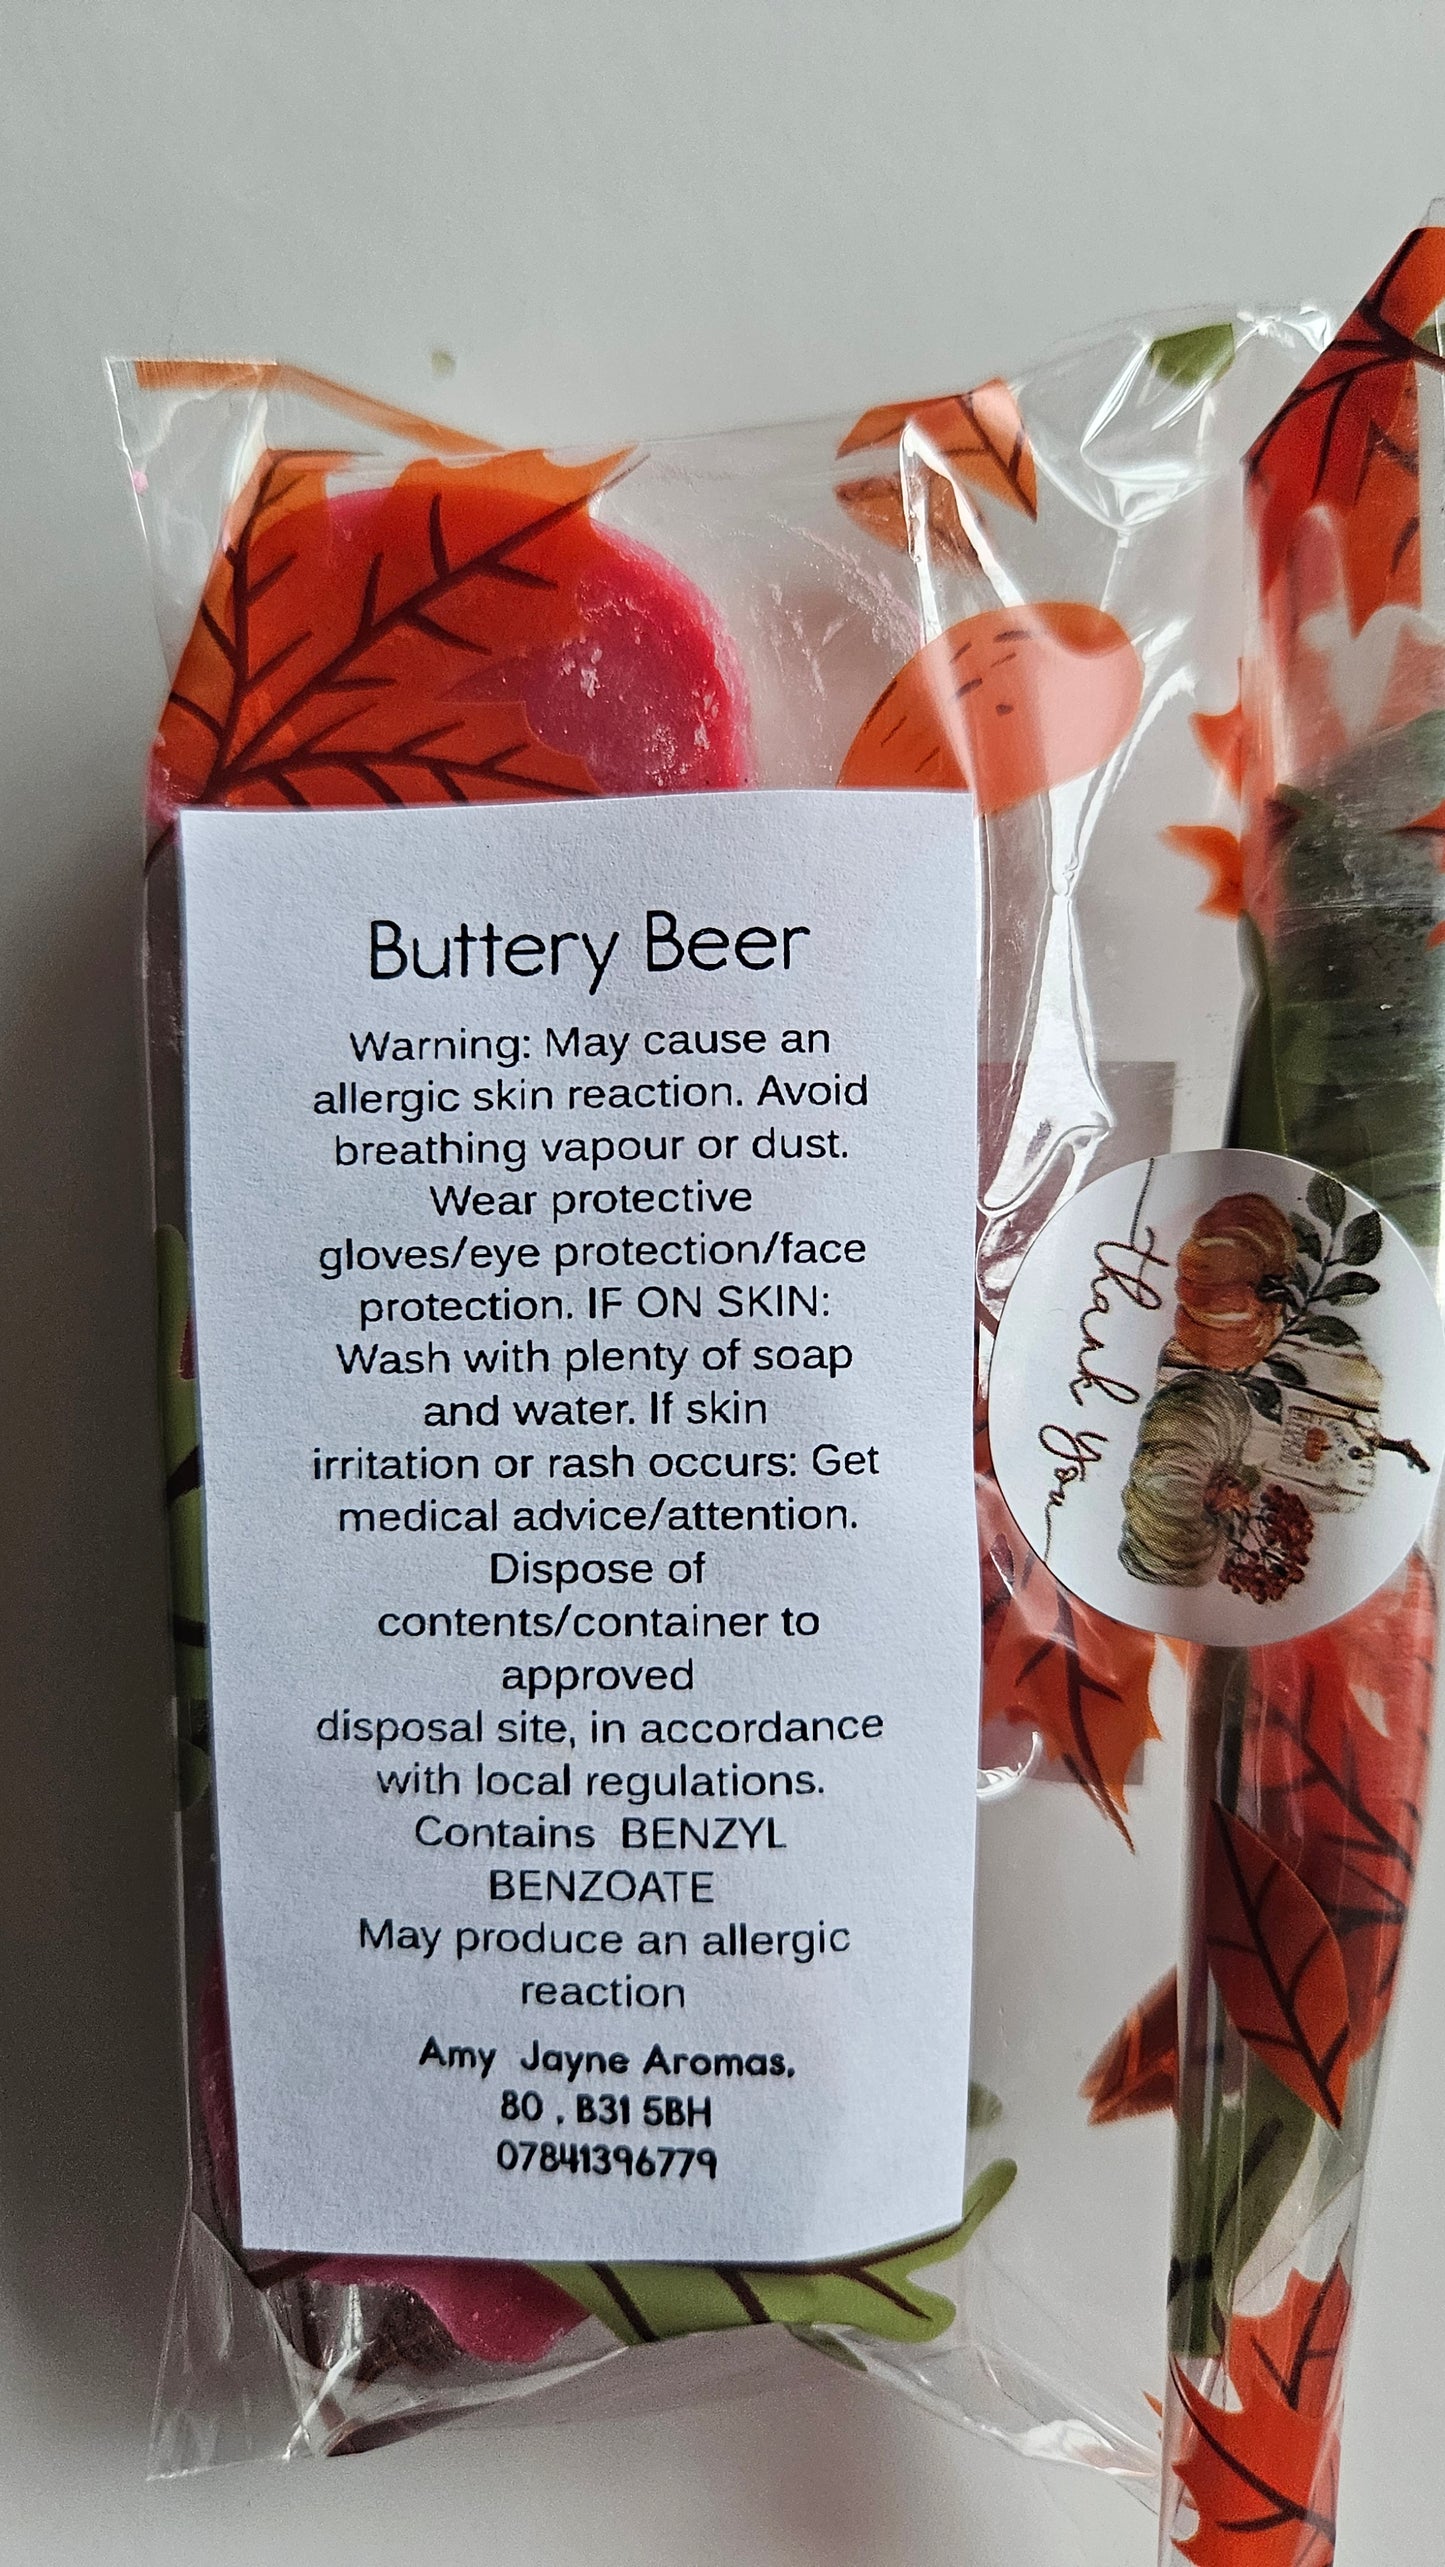 Buttery Beer
Warning: May cause an
allergic skin reaction. Avoid
breathing vapour or dust.
Wear protective
gloves/eye protection/face
protection. IF ON SKIN:
Wash with plenty of soap
and water. If skin
irritation or rash occurs: Get
medical advice/attention.
Dispose of
contents/container to
approved
disposal site, in accordance
with local regulations.
Contains  BENZYL
BENZOATE
May produce an allergic
reaction
Amy  Jayne Aromas,
80 , B31 5BH
07841396779
thank you